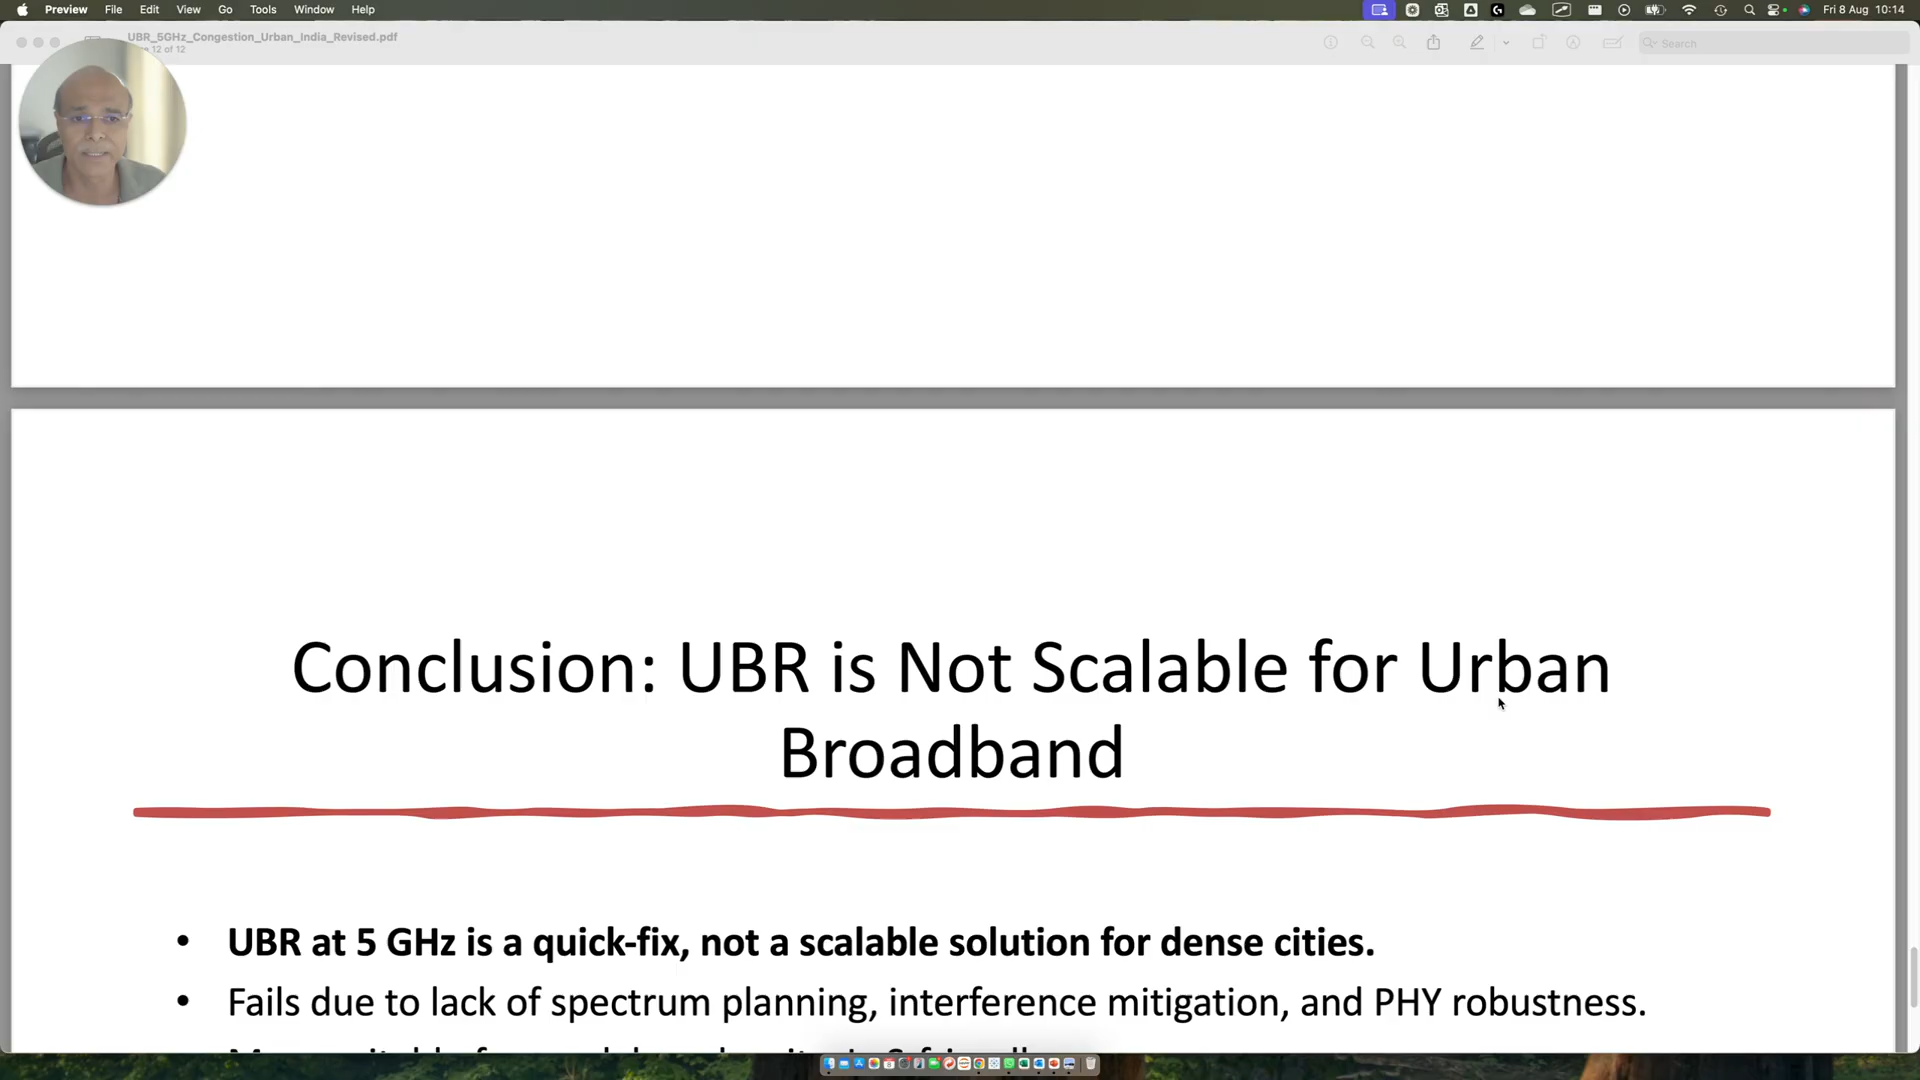 Preview File Edit View Go Tools Window Help
Fri 8 Aug 10:14
UBR_5GHz_Congestion_Urban_India_Revised.pdf
12 of 12
Search
Conclusion: UBR is Not Scalable for Urban
Broadband
• UBR at 5 GHz is a quick-fix, not a scalable solution for dense cities.
• Fails due to lack of spectrum planning, interference mitigation, and PHY robustness.